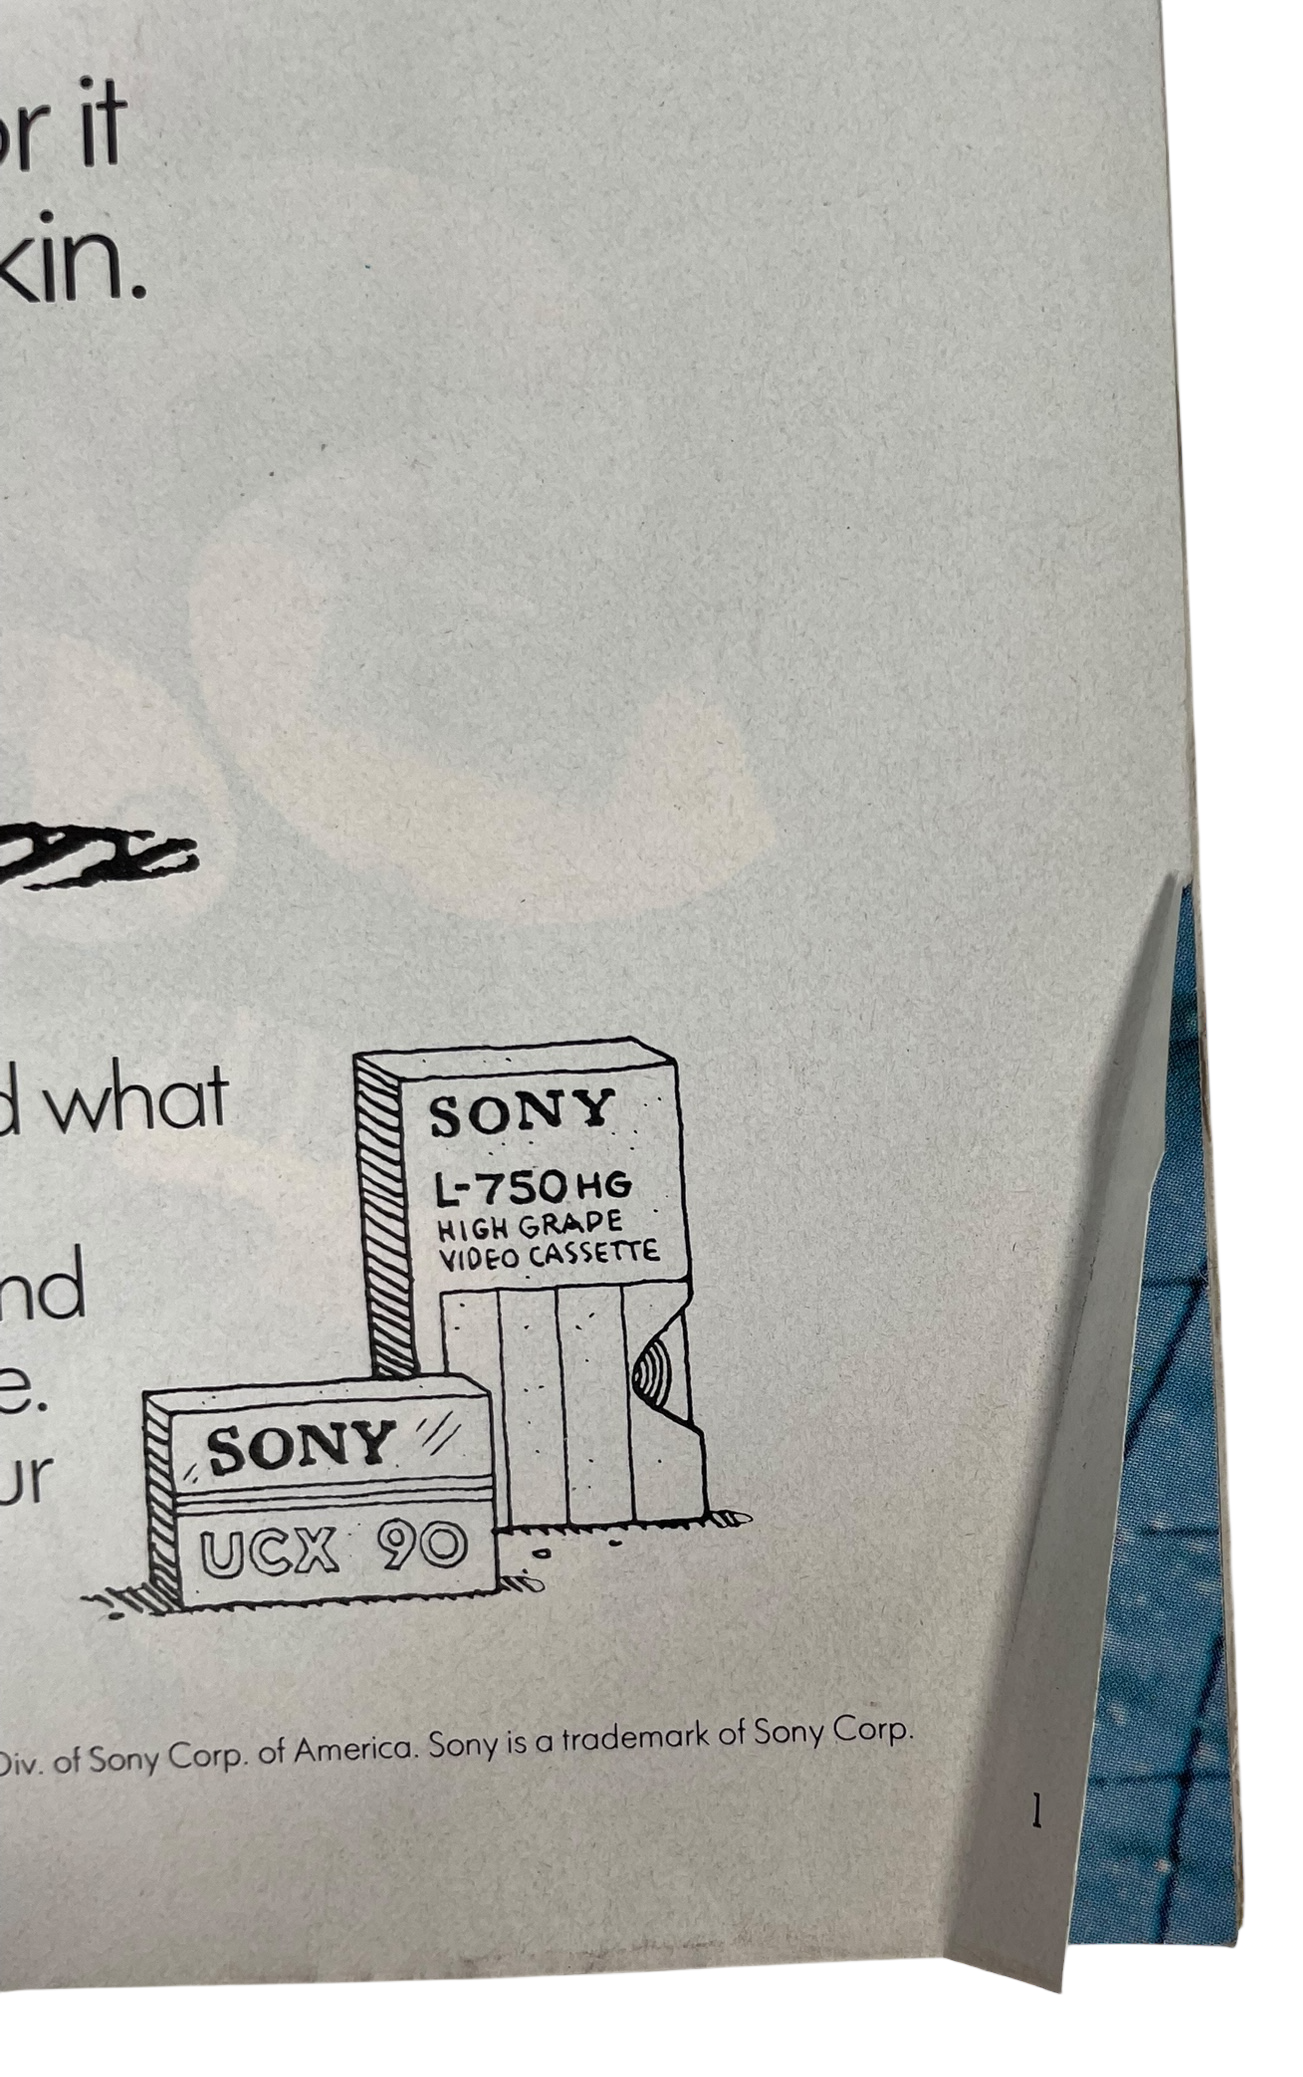 or it
kin.
d what
nd
e.
ur
SONY
L-750HG
HIGH GRADE
VIDEO CASSETTE
SONY
UCX 90
Div. of Sony Corp. of America. Sony is a trademark of Sony Corp.
1